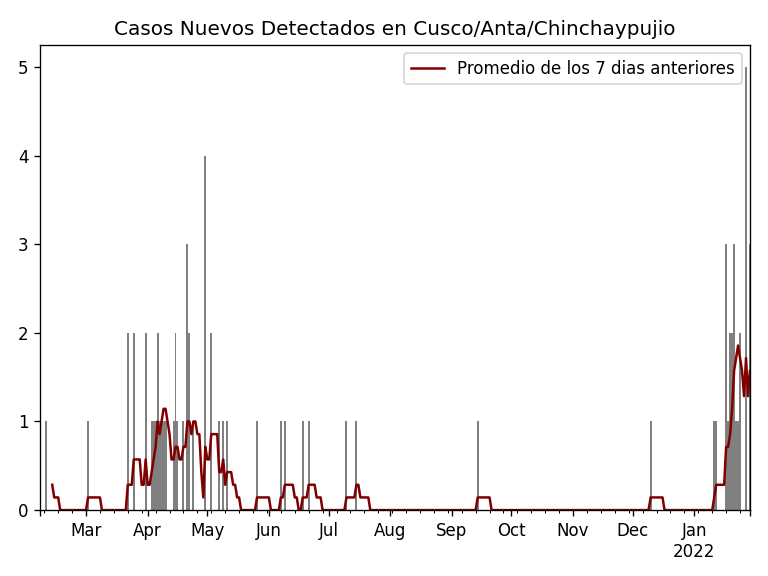 Casos Nuevos Detectados en Cusco/Anta/Chinchaypujio
Promedio de los 7 dias anteriores
5
4
3
2
1
0
Mar Apr May Jun Jul Aug Sep Oct Nov Dec Jan
2022